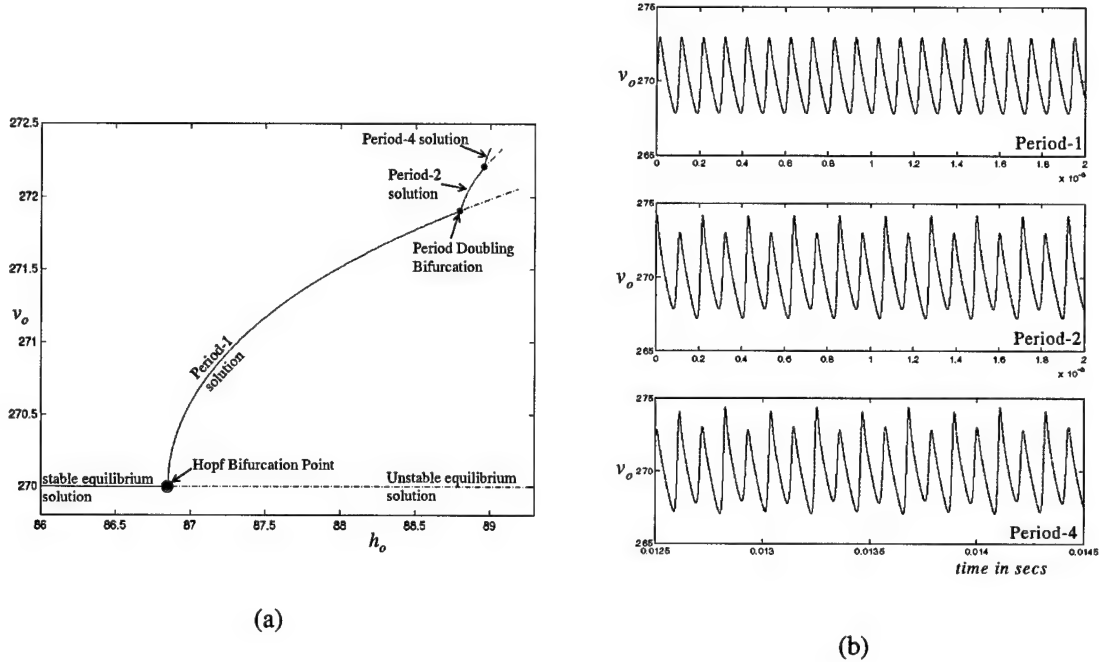 272.5
272
271.5
v_o
271
270.5
270
Period-4 solution
Period-2
solution
Period Doubling
Bifurcation
Period-1
solution
Hopf Bifurcation Point
stable equilibrium
solution
Unstable equilibrium
solution
86
86.5
87
87.5
88
88.5
89
h_o
(a)
275
v_o
270
265
Period-1
0
0.2
0.4
0.6
0.8
1
1.2
1.4
1.6
1.8
2
275
v_o
270
265
Period-2
0
0.2
0.4
0.6
0.8
1
1.2
1.4
1.6
1.8
2
275
v_o
270
265
Period-4
0.0125
0.013
0.0135
0.014
0.0145
time in secs
(b)